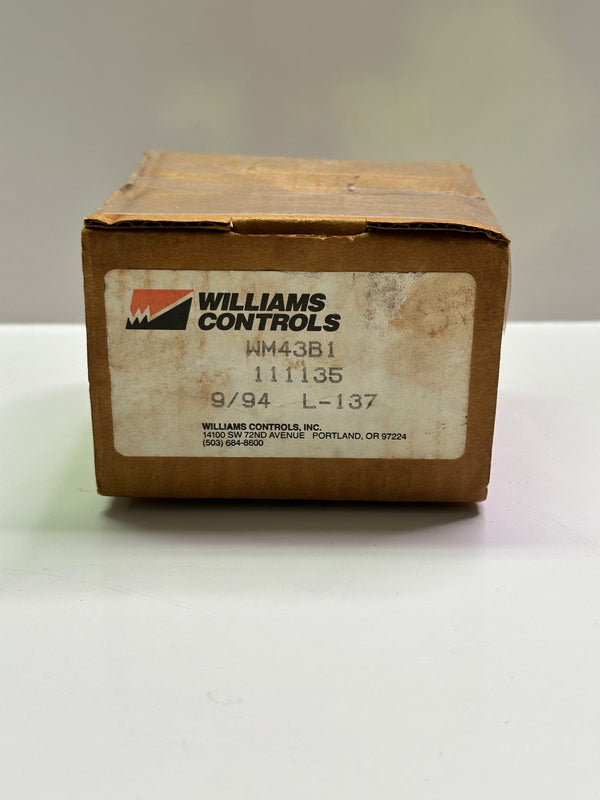 WILLIAMS
CONTROLS
WM43B1
111135
9/94 L-137
WILLIAMS CONTROLS, INC.
14100 SW 72ND AVENUE PORTLAND, OR 97224
(503) 684-8600